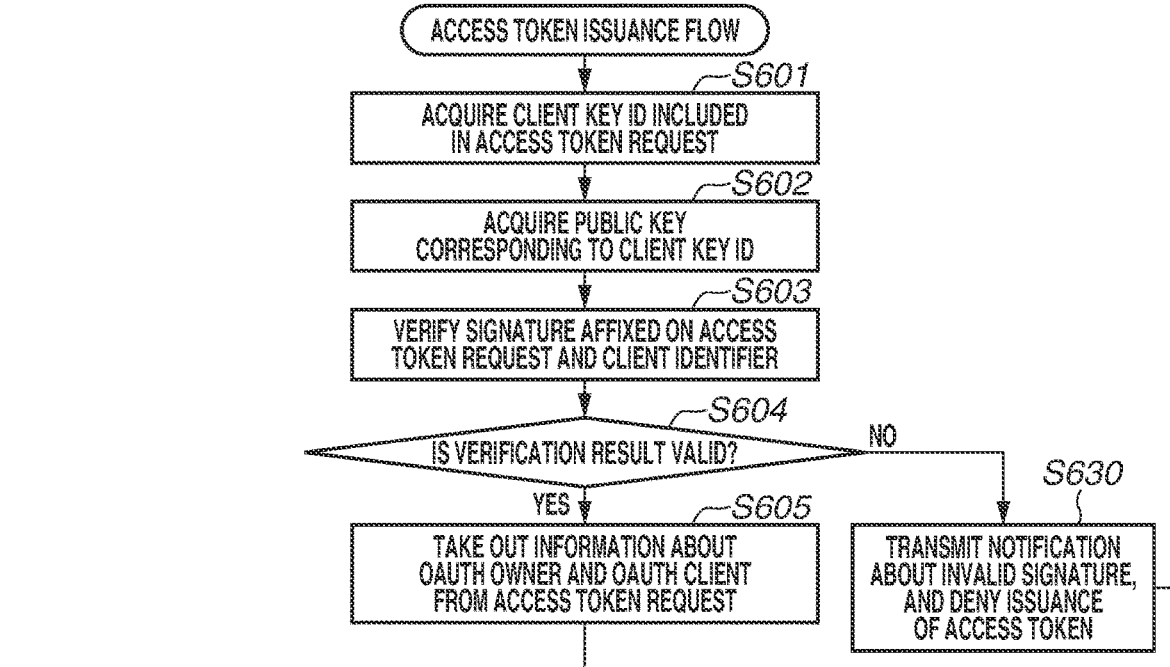 ACCESS TOKEN ISSUANCE FLOW
S601
ACQUIRE CLIENT KEY ID INCLUDED
IN ACCESS TOKEN REQUEST
S602
ACQUIRE PUBLIC KEY
CORRESPONDING TO CLIENT KEY ID
S603
VERIFY SIGNATURE AFFIXED ON ACCESS
TOKEN REQUEST AND CLIENT IDENTIFIER
S604
IS VERIFICATION RESULT VALID?
NO
YES
S605
TAKE OUT INFORMATION ABOUT
OAUTH OWNER AND OAUTH CLIENT
FROM ACCESS TOKEN REQUEST
S630
TRANSMIT NOTIFICATION
ABOUT INVALID SIGNATURE,
AND DENY ISSUANCE
OF ACCESS TOKEN